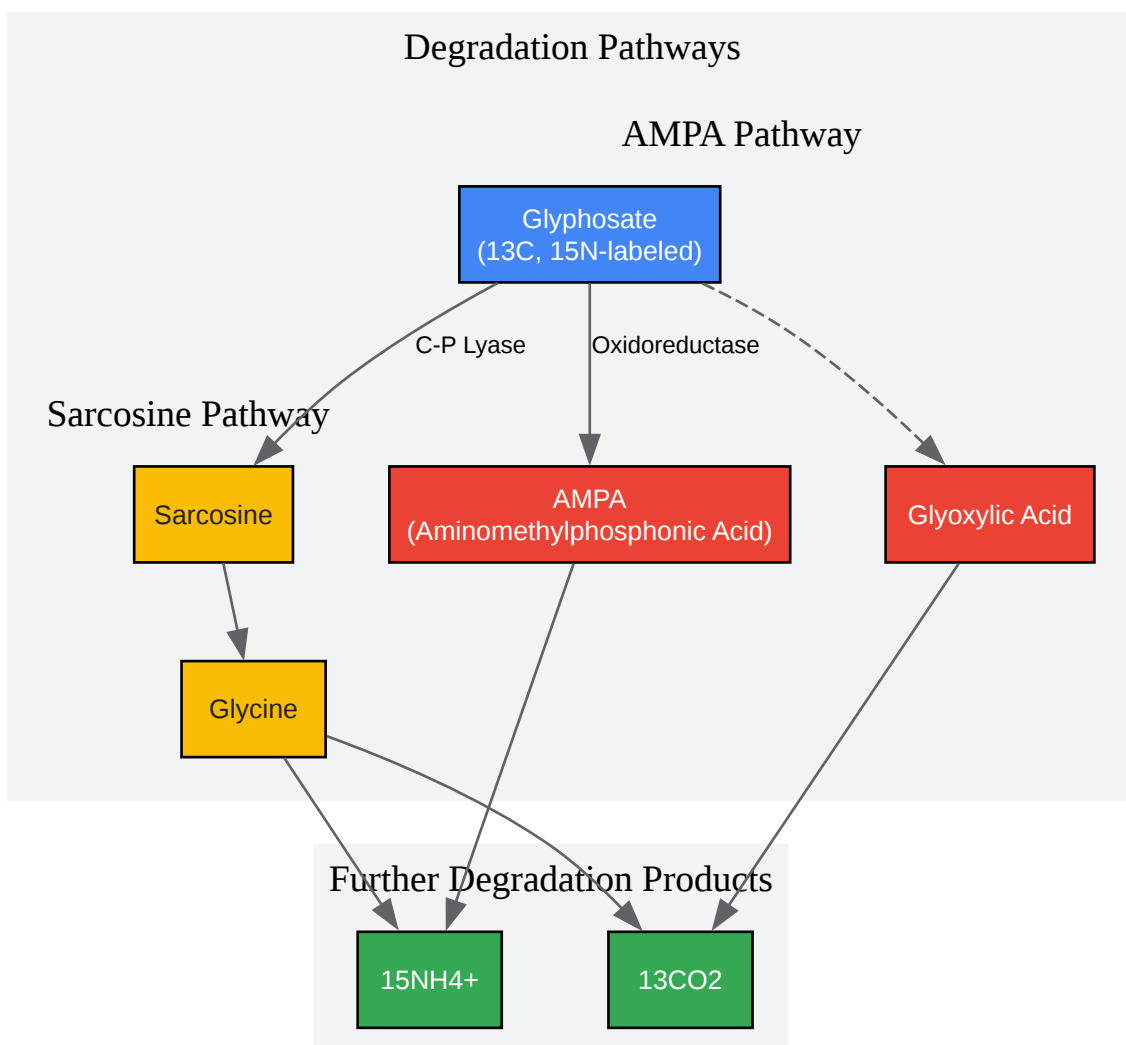 Degradation Pathways
AMPA Pathway
Glyphosate
(13C, 15N-labeled)
C-P Lyase
Oxidoreductase
Sarcosine Pathway
Sarcosine
AMPA
(Aminomethylphosphonic Acid)
Glyoxylic Acid
Glycine
Further Degradation Products
15NH4+
13CO2